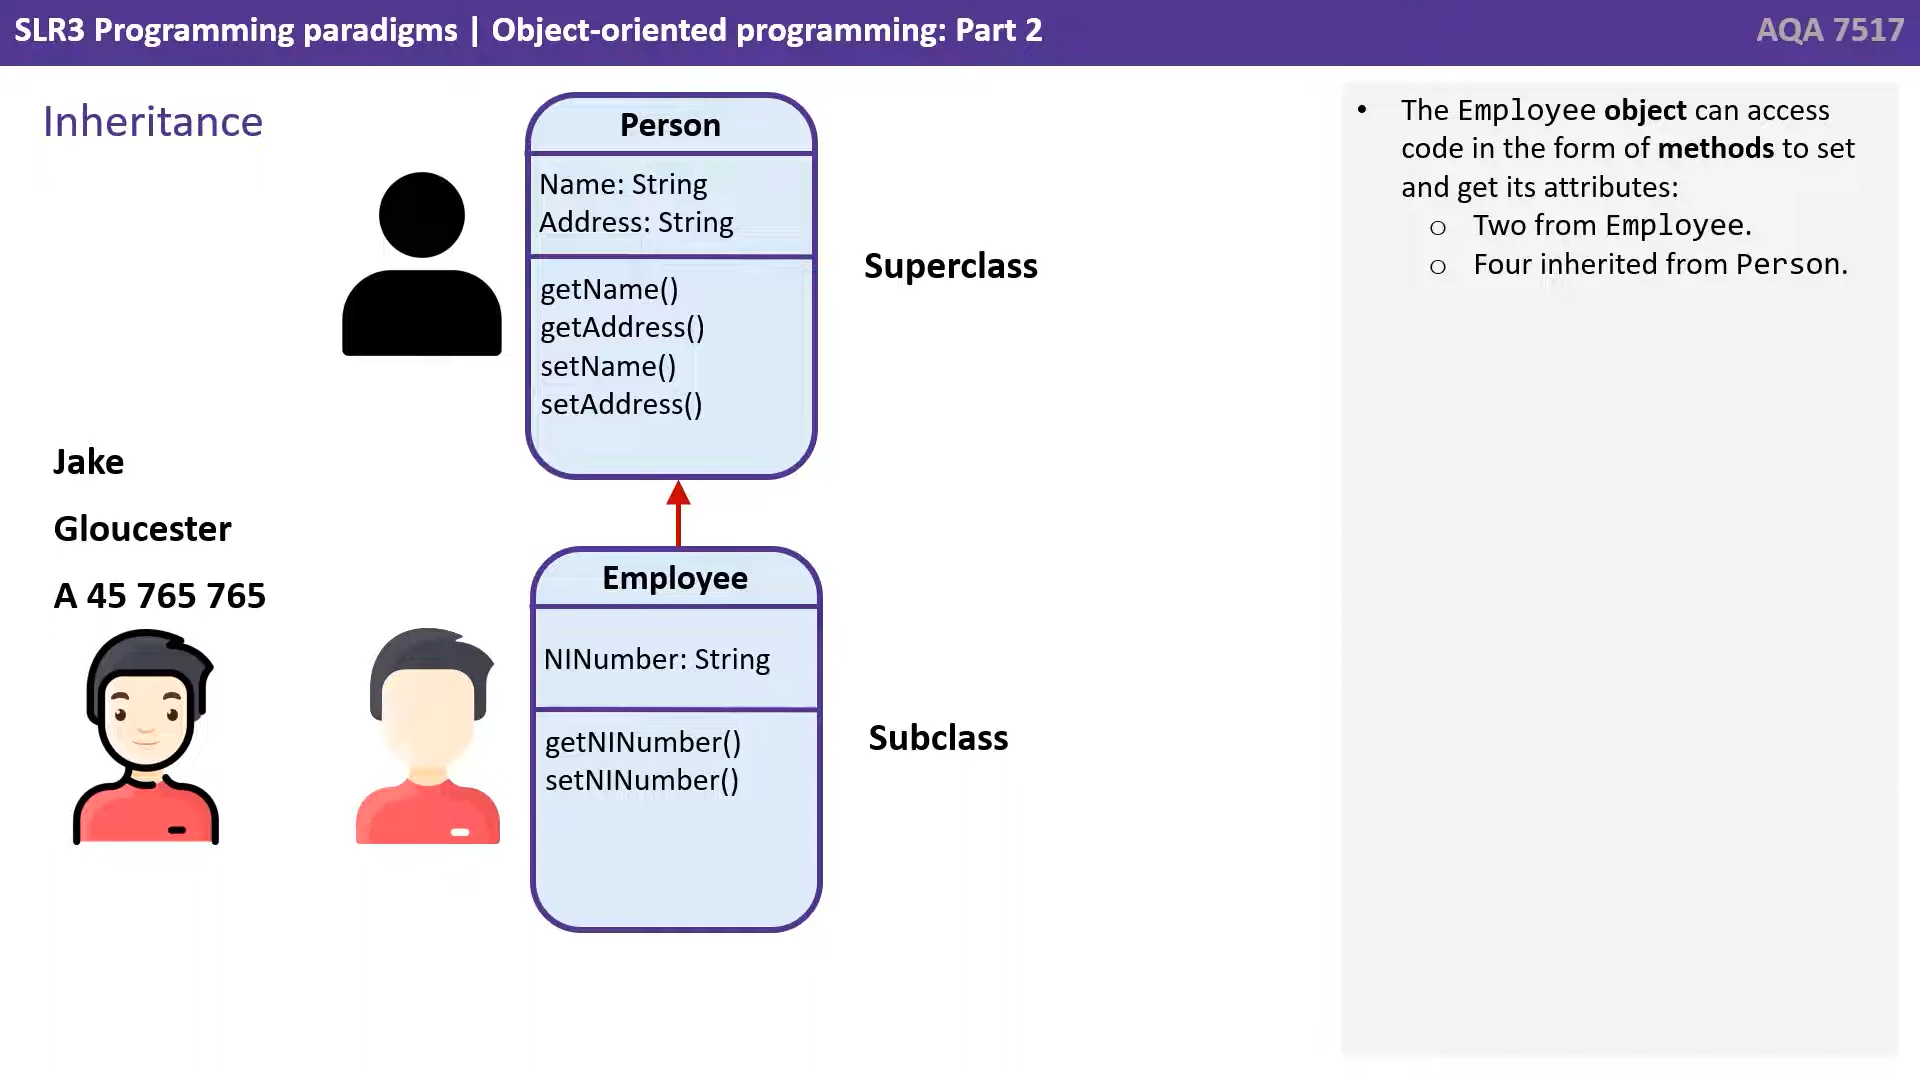 SLR3 Programming paradigms | Object-oriented programming: Part 2
AQA 7517
Inheritance
Person
Name: String
Address: String
getName()
getAddress()
setName()
setAddress()
Superclass
Jake
Gloucester
A 45 765 765
Employee
NINumber: String
getNINumber()
setNINumber()
Subclass
• The Employee object can access
code in the form of methods to set
and get its attributes:
o Two from Employee.
o Four inherited from Person.